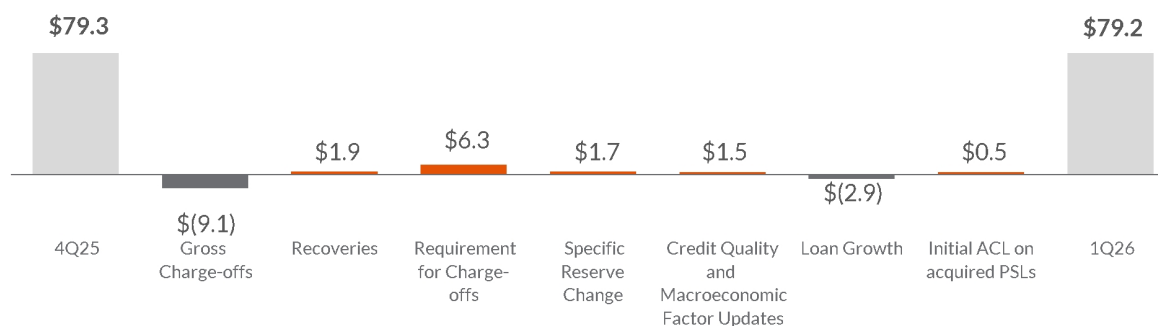 $79.3
$79.2
$6.3
$1.9
$1.7
$1.5
$0.5
$(2.9)
$(9.1)
4Q25
Gross
Charge-offs
Recoveries
Requirement
for Charge-
offs
Specific
Reserve
Change
Credit Quality
and
Macroeconomic
Factor Updates
Loan Growth
Initial ACL on
acquired PSLs
1Q26